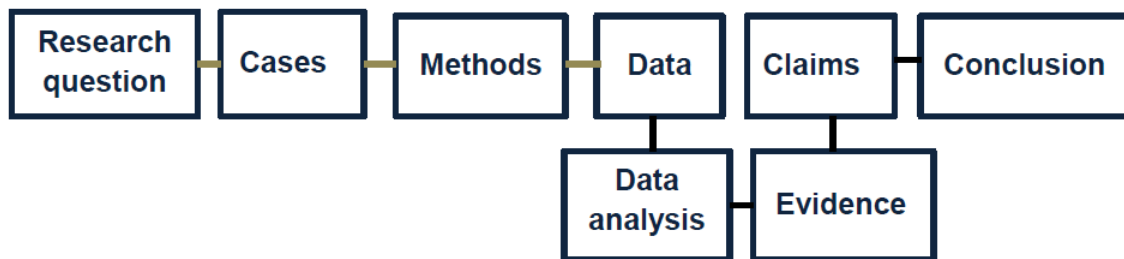 Research
question
Cases
Methods
Data
Claims
Conclusion
Data
analysis
Evidence